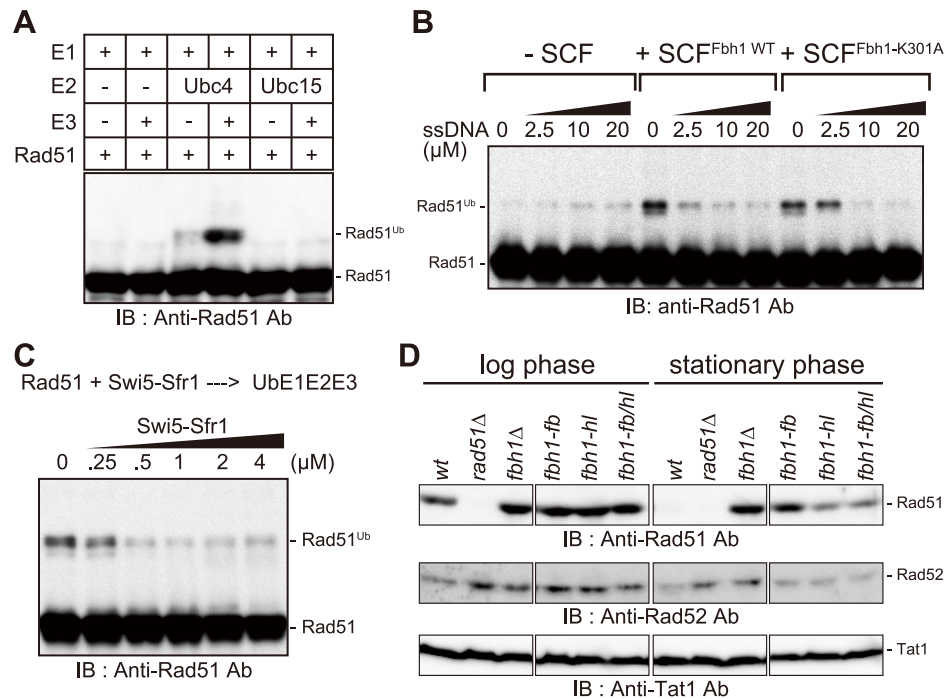 A
E1 + + + + + +
E2 - - Ubc4 Ubc15
E3 - + - + - +
Rad51 + + + + + +
- Rad51Ub
- Rad51
IB : Anti-Rad51 Ab
B
- SCF + SCFFbh1 WT + SCFFbh1-K301A
ssDNA 0 2.5 10 20 0 2.5 10 20 0 2.5 10 20
(μM)
Rad51Ub -
Rad51 -
IB: anti-Rad51 Ab
C
Rad51 + Swi5-Sfr1 ---> UbE1E2E3
Swi5-Sfr1
0 .25 .5 1 2 4 (μM)
- Rad51Ub
- Rad51
IB : Anti-Rad51 Ab
D
log phase stationary phase
wt rad51Δ fbh1Δ fbh1-fb fbh1-hl fbh1-fb/hl wt rad51Δ fbh1Δ fbh1-fb fbh1-hl fbh1-fb/hl
- Rad51
IB : Anti-Rad51 Ab
- Rad52
IB : Anti-Rad52 Ab
- Tat1
IB : Anti-Tat1 Ab